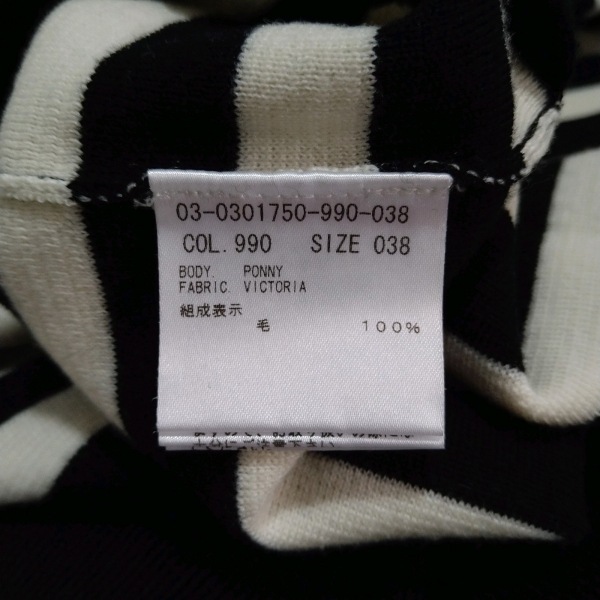 03-0301750-990-038
COL. 990 SIZE 038
BODY. PONNY
FABRIC. VICTORIA
組成表示
毛 100%